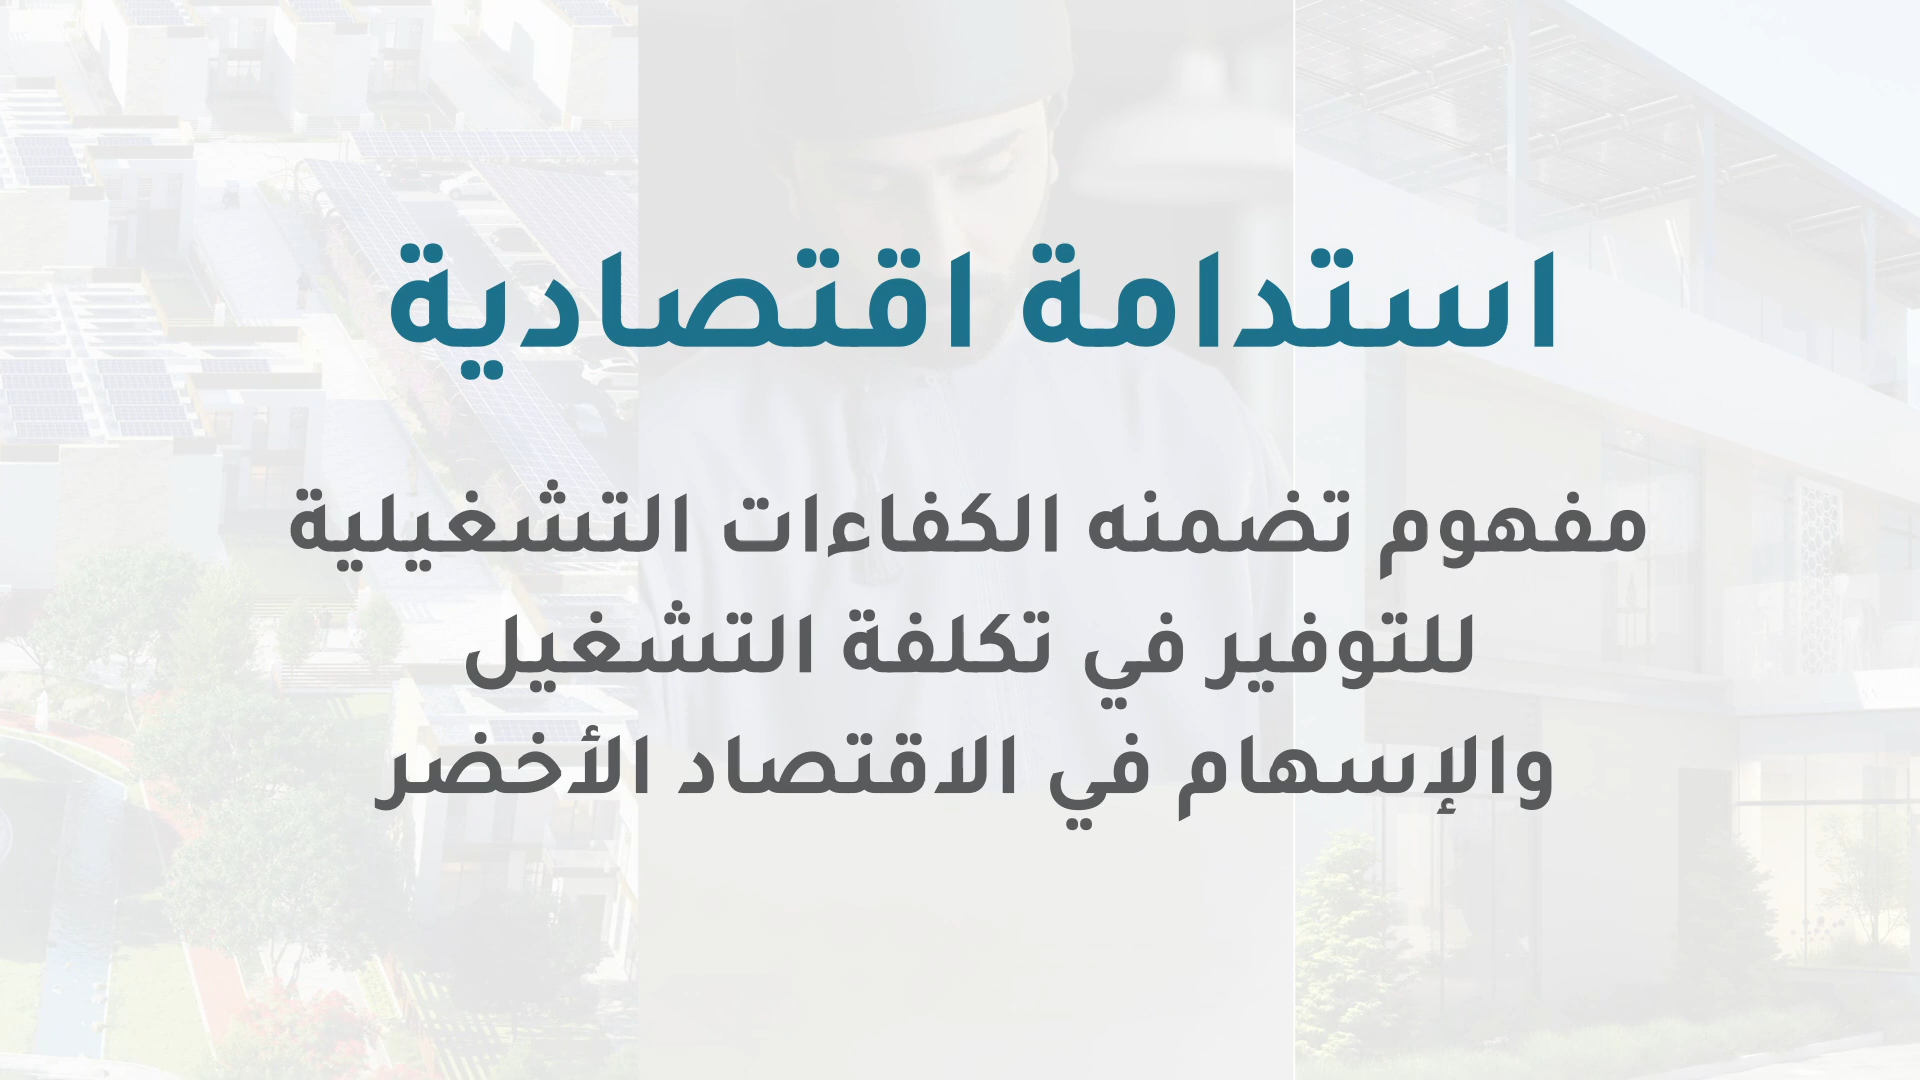 استدامة اقتصادية
مفهوم تضمنه الكفاءات التشغيلية
للتوفير في تكلفة التشغيل
والإسهام في الاقتصاد الأخضر